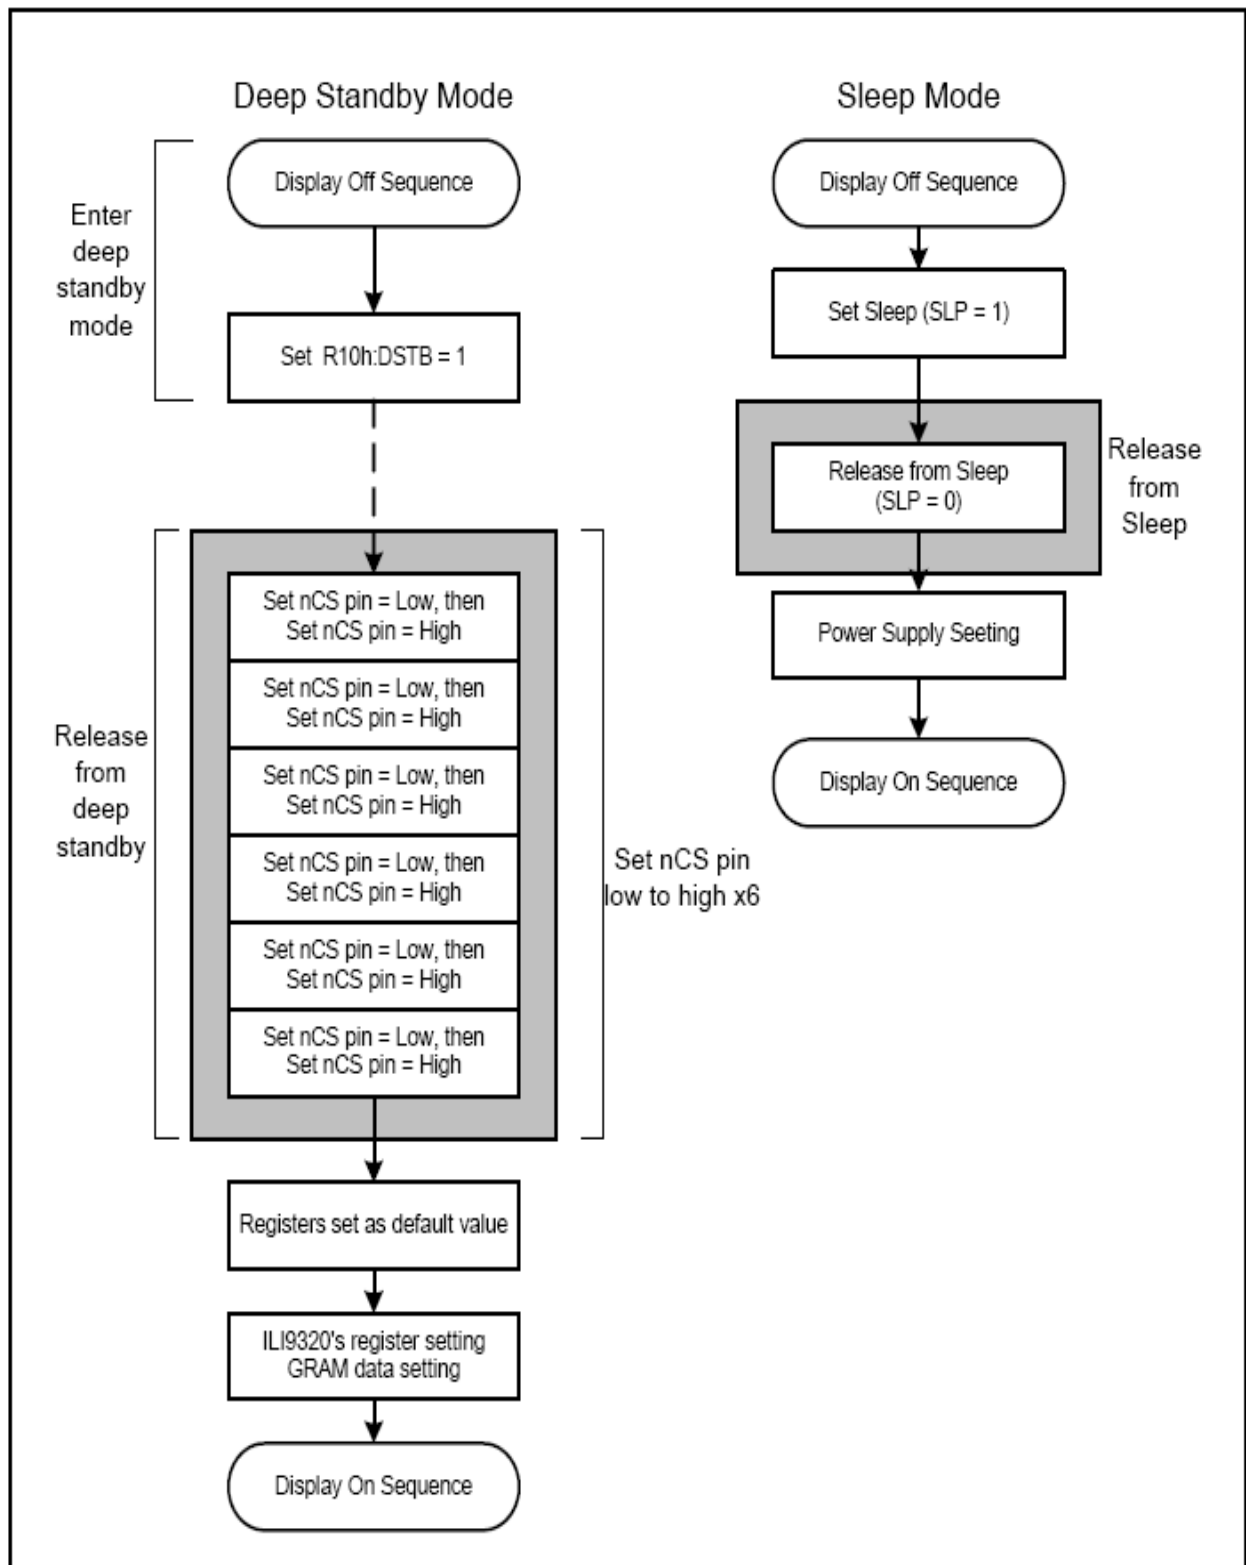 Deep Standby Mode
Display Off Sequence
Enter
deep
standby
mode
Set R10h:DSTB = 1
Set nCS pin = Low, then
Set nCS pin = High
Set nCS pin = Low, then
Set nCS pin = High
Set nCS pin = Low, then
Set nCS pin = High
Set nCS pin = Low, then
Set nCS pin = High
Set nCS pin = Low, then
Set nCS pin = High
Set nCS pin = Low, then
Set nCS pin = High
Release
from
deep
standby
Set nCS pin
low to high x6
Registers set as default value
ILI9320's register setting
GRAM data setting
Display On Sequence
Sleep Mode
Display Off Sequence
Set Sleep (SLP = 1)
Release from Sleep
(SLP = 0)
Release
from
Sleep
Power Supply Seeting
Display On Sequence